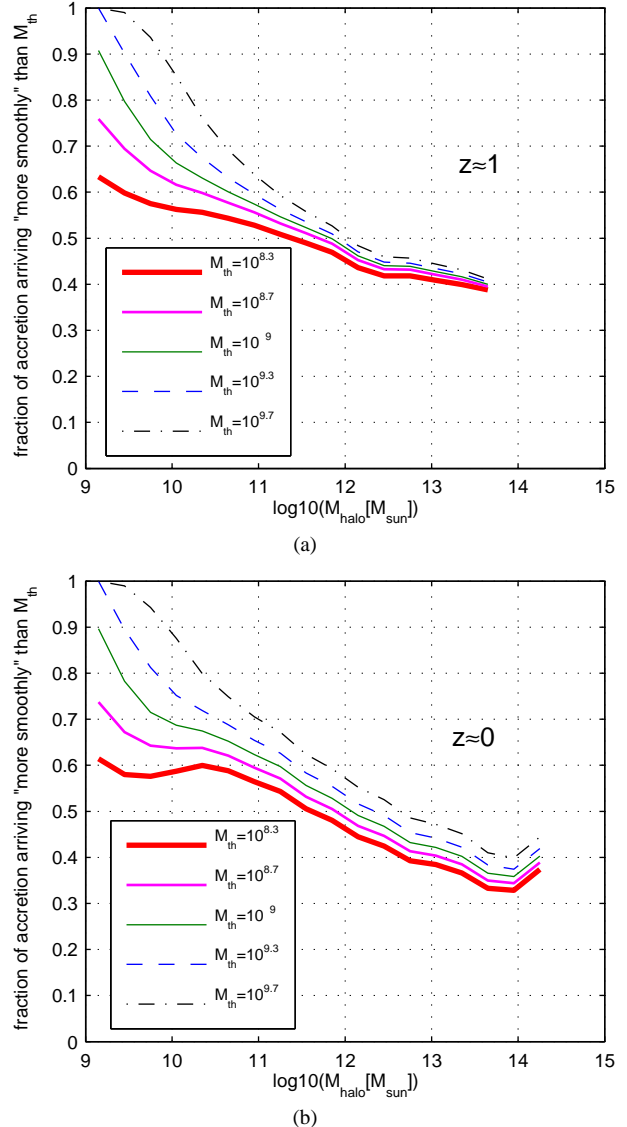 1
0.9
0.8
0.7
0.6
0.5
0.4
0.3
0.2
0.1
0
fraction of accretion arriving "more smoothly" than M_th
z≈1
M_th=10^8.3
M_th=10^8.7
M_th=10^9
M_th=10^9.3
M_th=10^9.7
9 10 11 12 13 14 15
log10(M_halo[M_sun])
(a)
1
0.9
0.8
0.7
0.6
0.5
0.4
0.3
0.2
0.1
0
fraction of accretion arriving "more smoothly" than M_th
z≈0
M_th=10^8.3
M_th=10^8.7
M_th=10^9
M_th=10^9.3
M_th=10^9.7
9 10 11 12 13 14 15
log10(M_halo[M_sun])
(b)